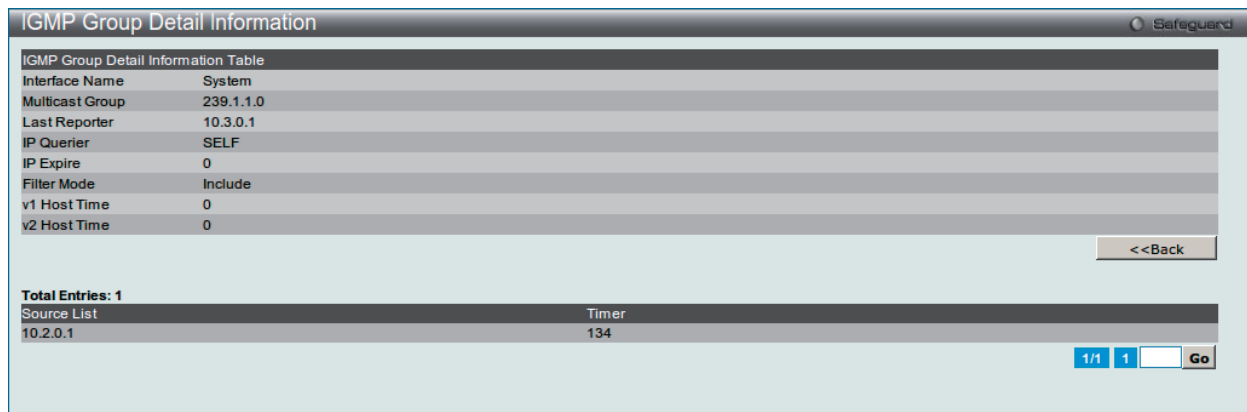 IGMP Group Detail Information
Safeguard
IGMP Group Detail Information Table
Interface Name System
Multicast Group 239.1.1.0
Last Reporter 10.3.0.1
IP Querier SELF
IP Expire 0
Filter Mode Include
v1 Host Time 0
v2 Host Time 0
<<Back
Total Entries: 1
Source List Timer
10.2.0.1 134
1/1 1 Go